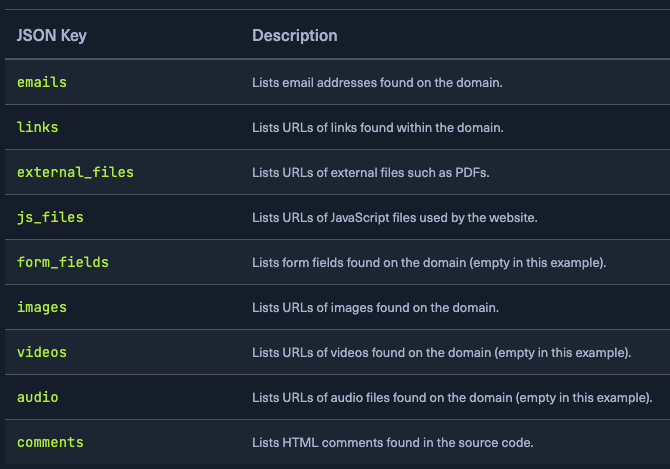 JSON Key Description
emails Lists email addresses found on the domain.
links Lists URLs of links found within the domain.
external_files Lists URLs of external files such as PDFs.
js_files Lists URLs of JavaScript files used by the website.
form_fields Lists form fields found on the domain (empty in this example).
images Lists URLs of images found on the domain.
videos Lists URLs of videos found on the domain (empty in this example).
audio Lists URLs of audio files found on the domain (empty in this example).
comments Lists HTML comments found in the source code.